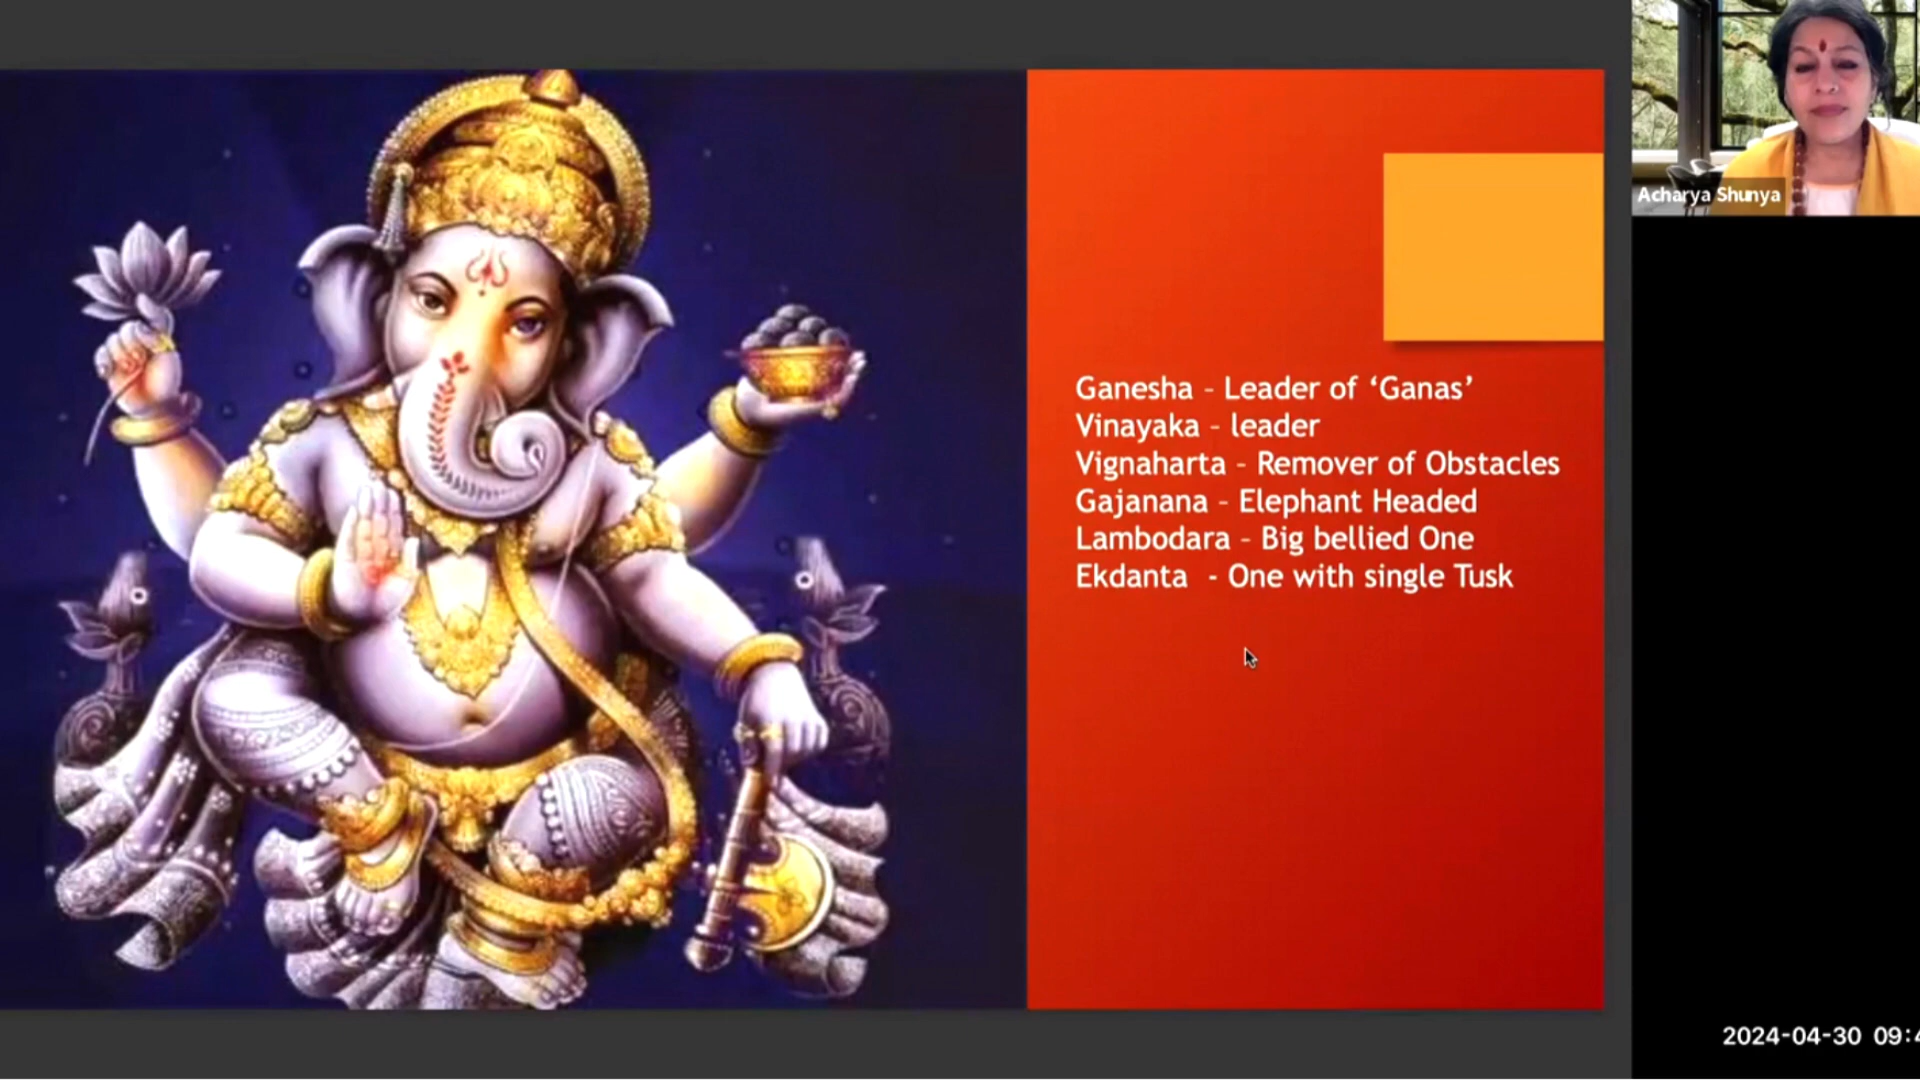 Acharya Shunya
Ganesha - Leader of ‘Ganas’
Vinayaka - leader
Vignaharta - Remover of Obstacles
Gajanana - Elephant Headed
Lambodara - Big bellied One
Ekdanta - One with single Tusk
2024-04-30